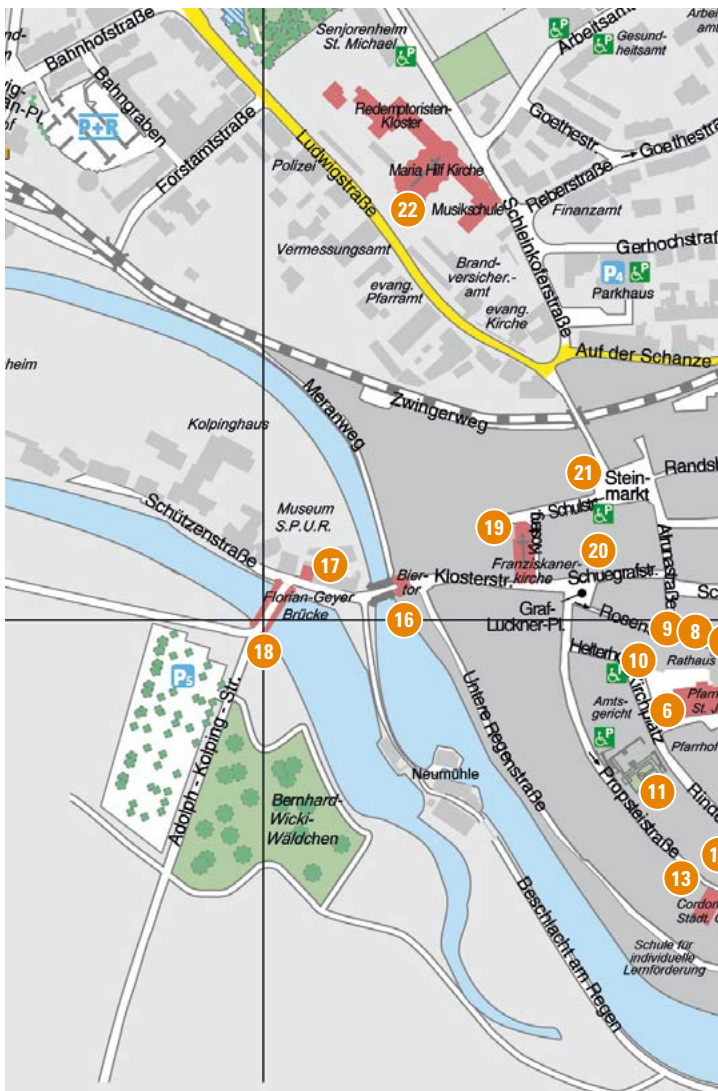 Bahnhofstraße
Bahngraben
P+R
Forstamtstraße
Senjorenheim
St. Michael
Arbeitsamt
Gesund-
heitsamt
Goethestr.
Goethestra
Redemptoristen-
Kloster
Maria Hilf Kirche
Musikschule
22
Reberstraße
Finanzamt
Schleinkoferstraße
Gerhochstraß
P4
Parkhaus
Polizei
Ludwigstraße
Vermessungsamt
evang.
Pfarramt
Brand-
versicher.-
amt
evang.
Kirche
Auf der Schanze
heim
Meranweg
Zwingerweg
Kolpinghaus
21
Stein-
markt
Schulstr.
19
Schützenstraße
Museum
S.P.U.R.
17
Florian-Geyer
Brücke
Bier-
tor
16
Klosterstr.
Franziskaner-
kirche
20
Schuegrafstr.
Graf-
Luckner-Pl.
18
P5
Adolph - Kolping - Str.
9
8
10
Rathaus
Kirchplatz
6
Amts-
gericht
Pfarrhof
11
Propsteistraße
13
Untere Regenstraße
Neumühle
Bernhard-
Wicki-
Wäldchen
Beschlacht am Regen
Schule für
individuelle
Lernförderung